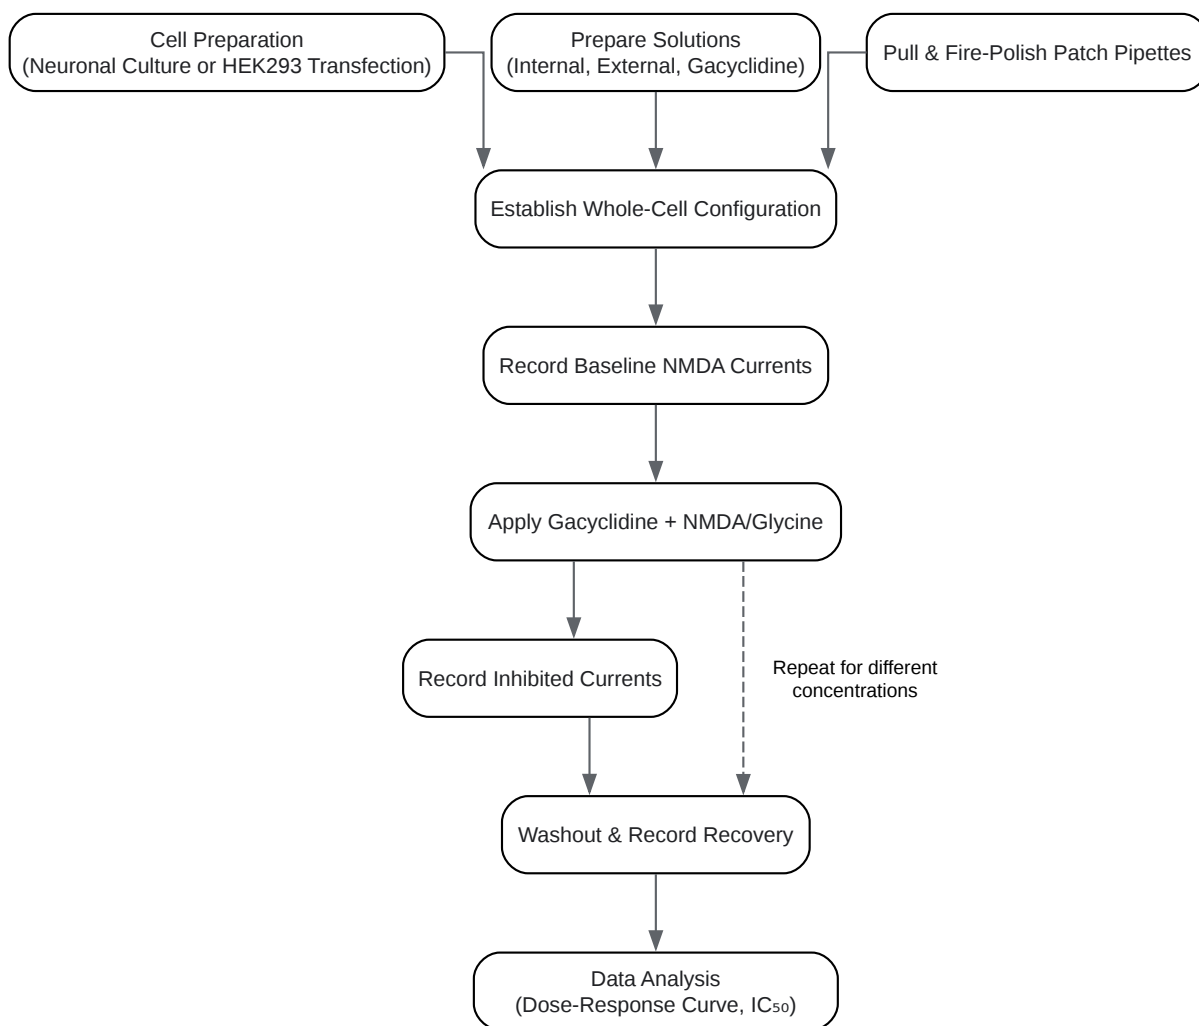 Cell Preparation
(Neuronal Culture or HEK293 Transfection)
Prepare Solutions
(Internal, External, Gacyclidine)
Pull & Fire-Polish Patch Pipettes
Establish Whole-Cell Configuration
Record Baseline NMDA Currents
Apply Gacyclidine + NMDA/Glycine
Record Inhibited Currents
Repeat for different
concentrations
Washout & Record Recovery
Data Analysis
(Dose-Response Curve, IC₅₀)